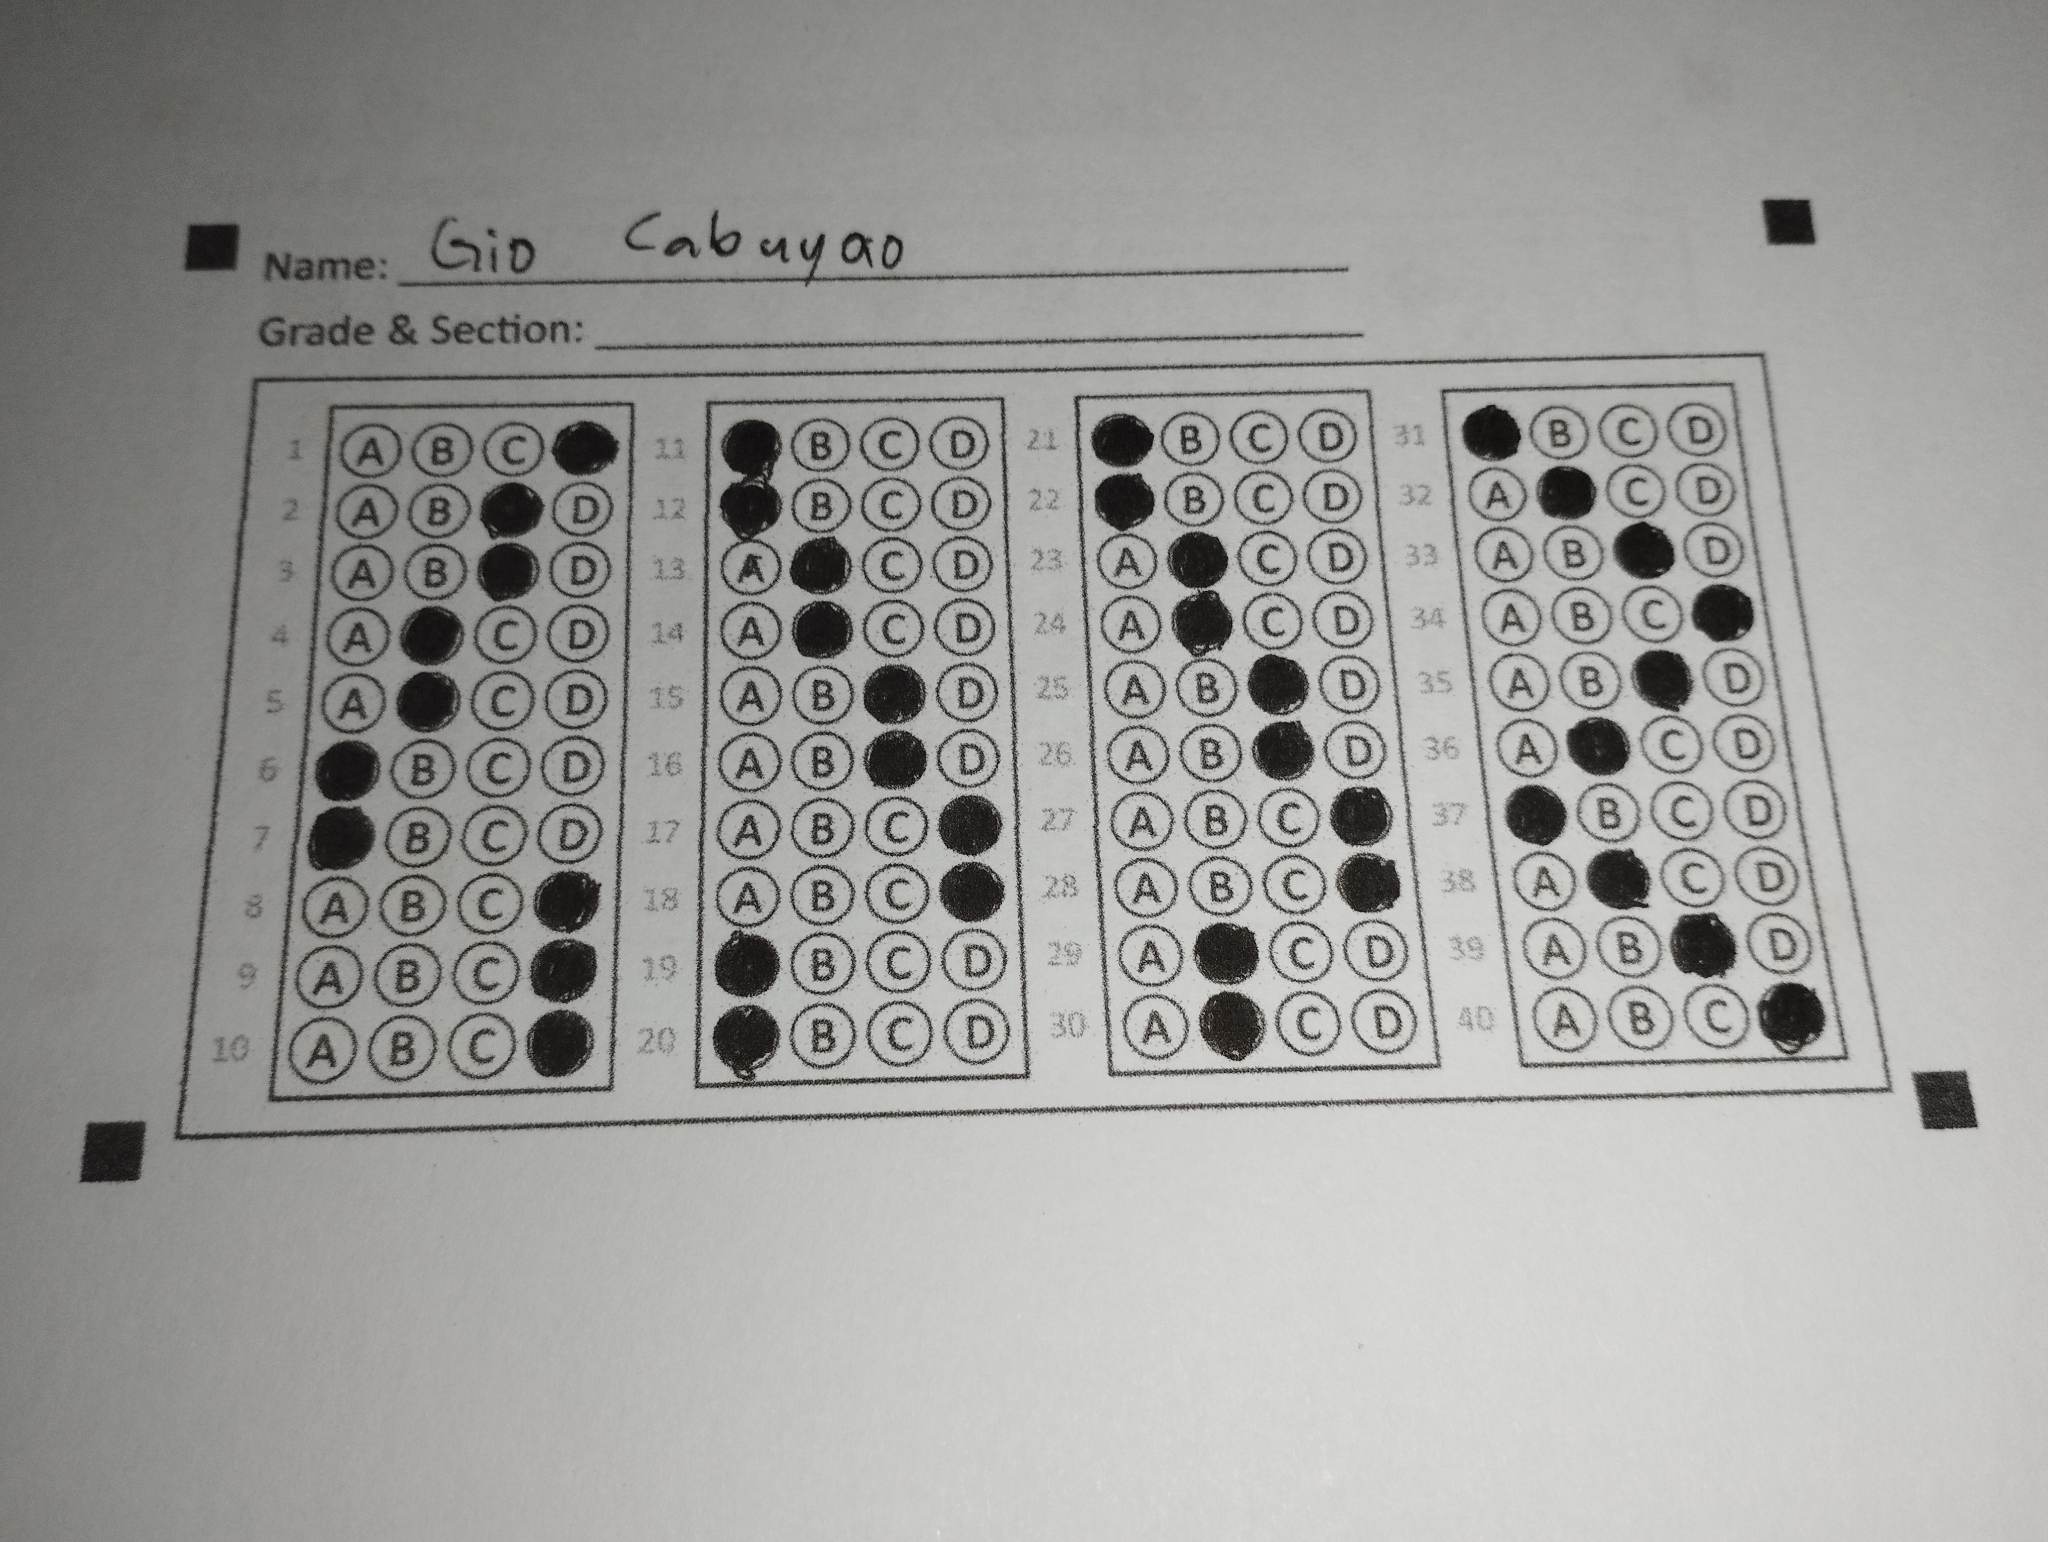 Name: Gio Cabuyao
Grade & Section:
1 A B C 11 B C D 21 B C D 31 B C D
2 A B D 12 B C D 22 B C D 32 A C D
3 A B D 13 A C D 23 A C D 33 A B D
4 A C D 14 A C D 24 A C D 34 A B C
5 A C D 15 A B D 25 A B D 35 A B D
6 B C D 16 A B D 26 A B D 36 A C D
7 B C D 17 A B C 27 A B C 37 B C D
8 A B C 18 A B C 28 A B C 38 A C D
9 A B C 19 B C D 29 A C D 39 A B D
10 A B C 20 B C D 30 A C D 40 A B C